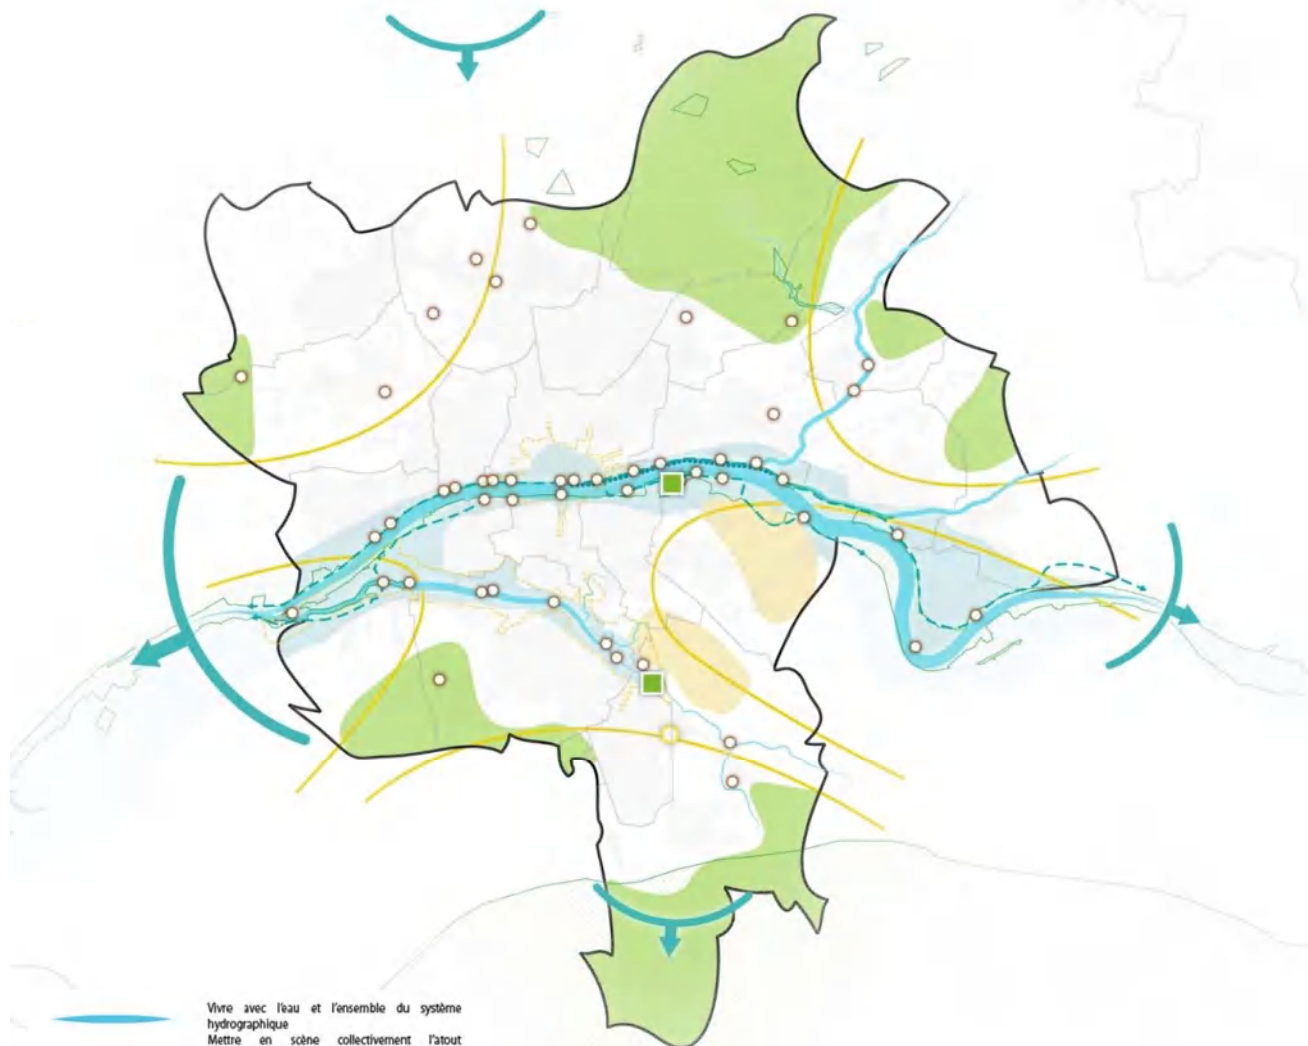 Vivre avec l'eau et l'ensemble du système
hydrographique
Mettre en scène collectivement l'atout